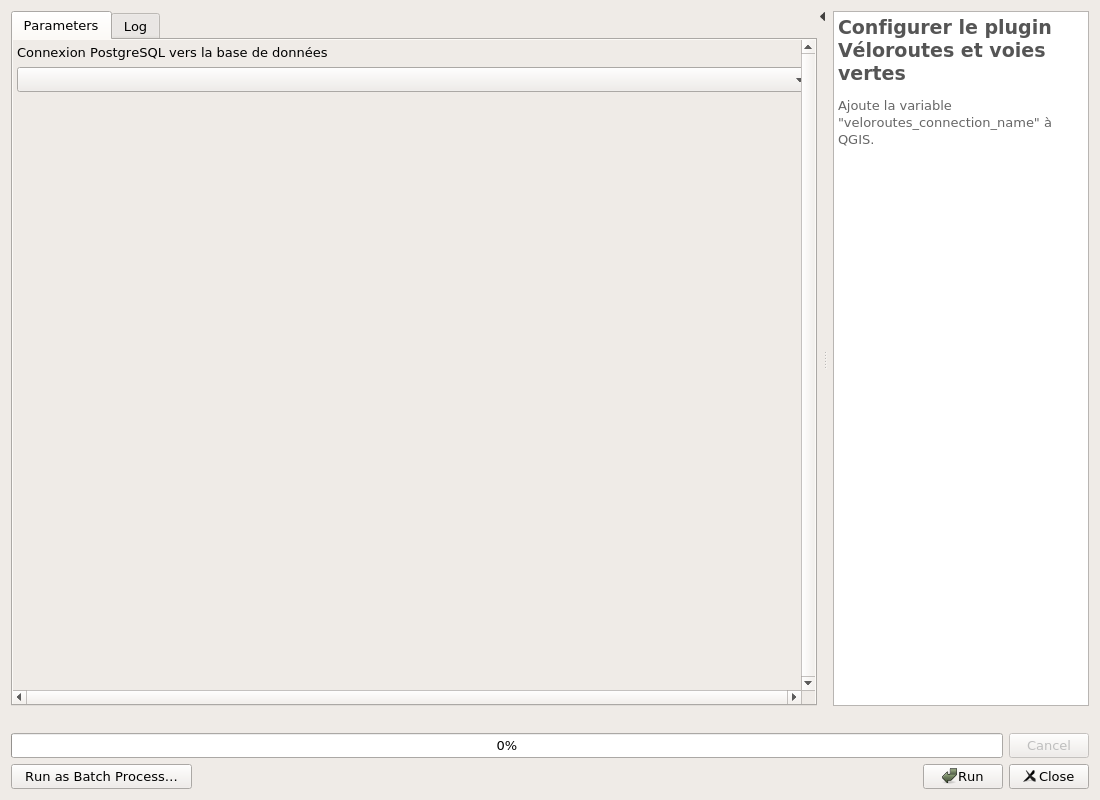 Parameters
Log
Connexion PostgreSQL vers la base de données
Configurer le plugin
Véloroutes et voies
vertes
Ajoute la variable
"veloroutes_connection_name" à
QGIS.
0%
Cancel
Run as Batch Process…
Run
Close